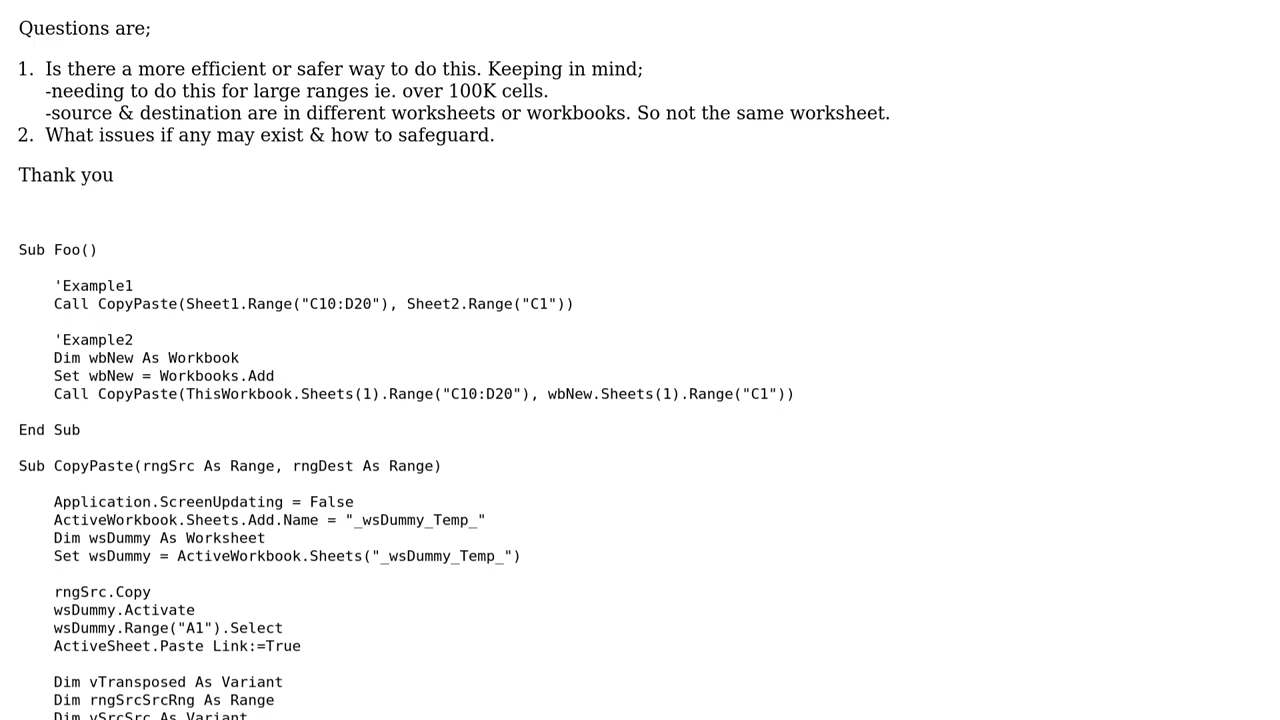 Questions are;
1. Is there a more efficient or safer way to do this. Keeping in mind;
-needing to do this for large ranges ie. over 100K cells.
-source & destination are in different worksheets or workbooks. So not the same worksheet.
2. What issues if any may exist & how to safeguard.
Thank you
Sub Foo()
'Example1
Call CopyPaste(Sheet1.Range("C10:D20"), Sheet2.Range("C1"))
'Example2
Dim wbNew As Workbook
Set wbNew = Workbooks.Add
Call CopyPaste(ThisWorkbook.Sheets(1).Range("C10:D20"), wbNew.Sheets(1).Range("C1"))
End Sub
Sub CopyPaste(rngSrc As Range, rngDest As Range)
Application.ScreenUpdating = False
ActiveWorkbook.Sheets.Add.Name = "_wsDummy_Temp_"
Dim wsDummy As Worksheet
Set wsDummy = ActiveWorkbook.Sheets("_wsDummy_Temp_")
rngSrc.Copy
wsDummy.Activate
wsDummy.Range("A1").Select
ActiveSheet.Paste Link:=True
Dim vTransposed As Variant
Dim rngSrcSrcRng As Range
Dim vSrcSrc As Variant